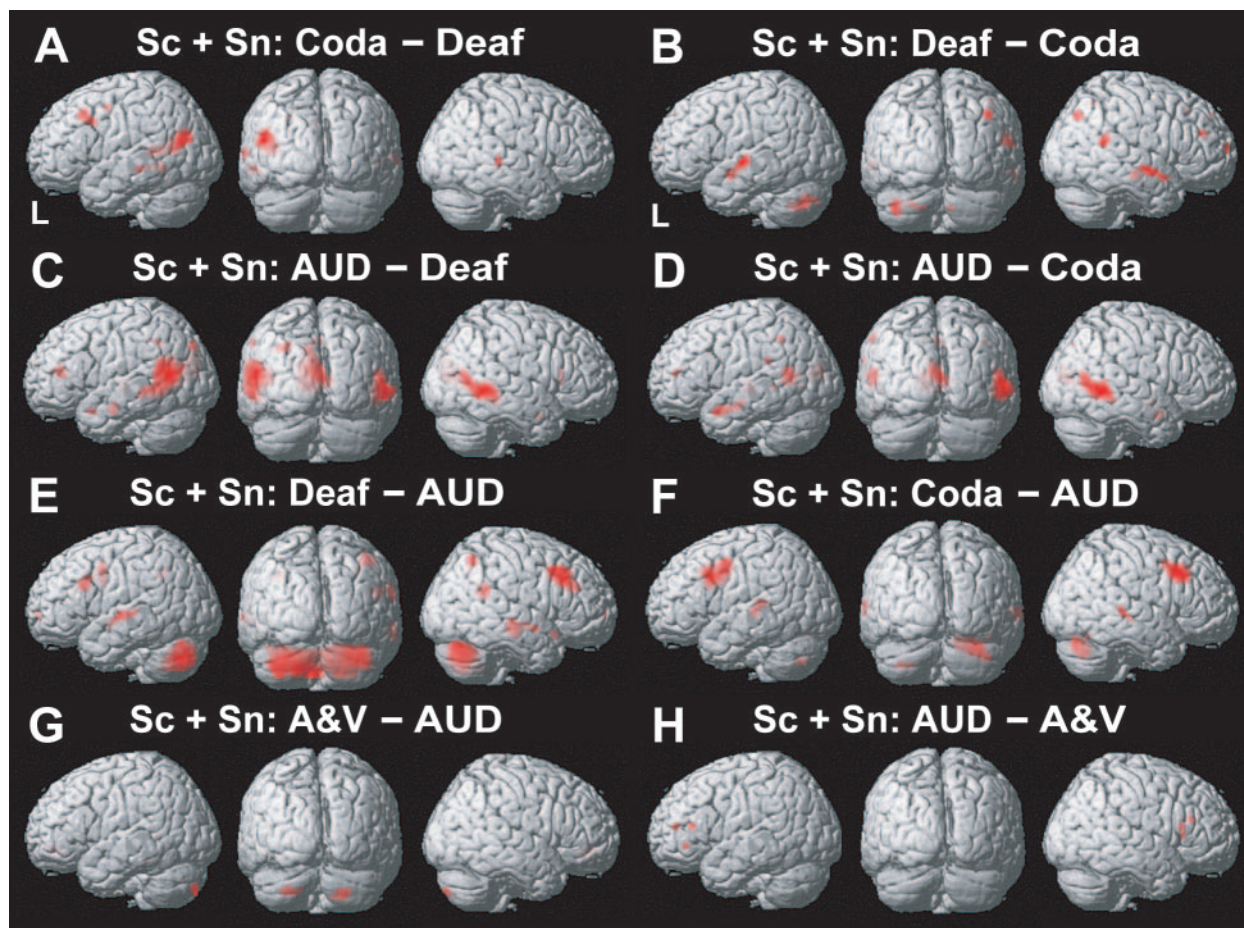 A Sc + Sn: Coda – Deaf
B Sc + Sn: Deaf – Coda
L
L
C Sc + Sn: AUD – Deaf
D Sc + Sn: AUD – Coda
E Sc + Sn: Deaf – AUD
F Sc + Sn: Coda – AUD
G Sc + Sn: A&V – AUD
H Sc + Sn: AUD – A&V